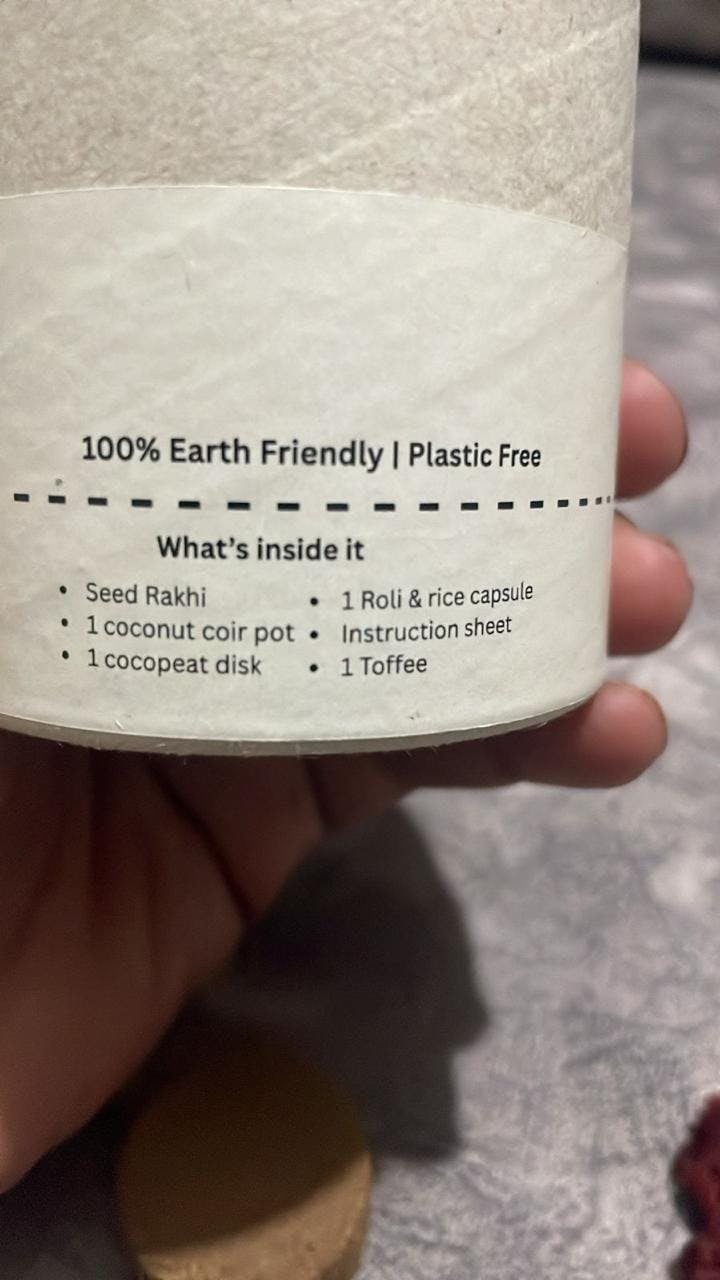 100% Earth Friendly | Plastic Free
What's inside it
• Seed Rakhi
• 1 coconut coir pot
• 1 cocopeat disk
• 1 Roli & rice capsule
• Instruction sheet
• 1 Toffee